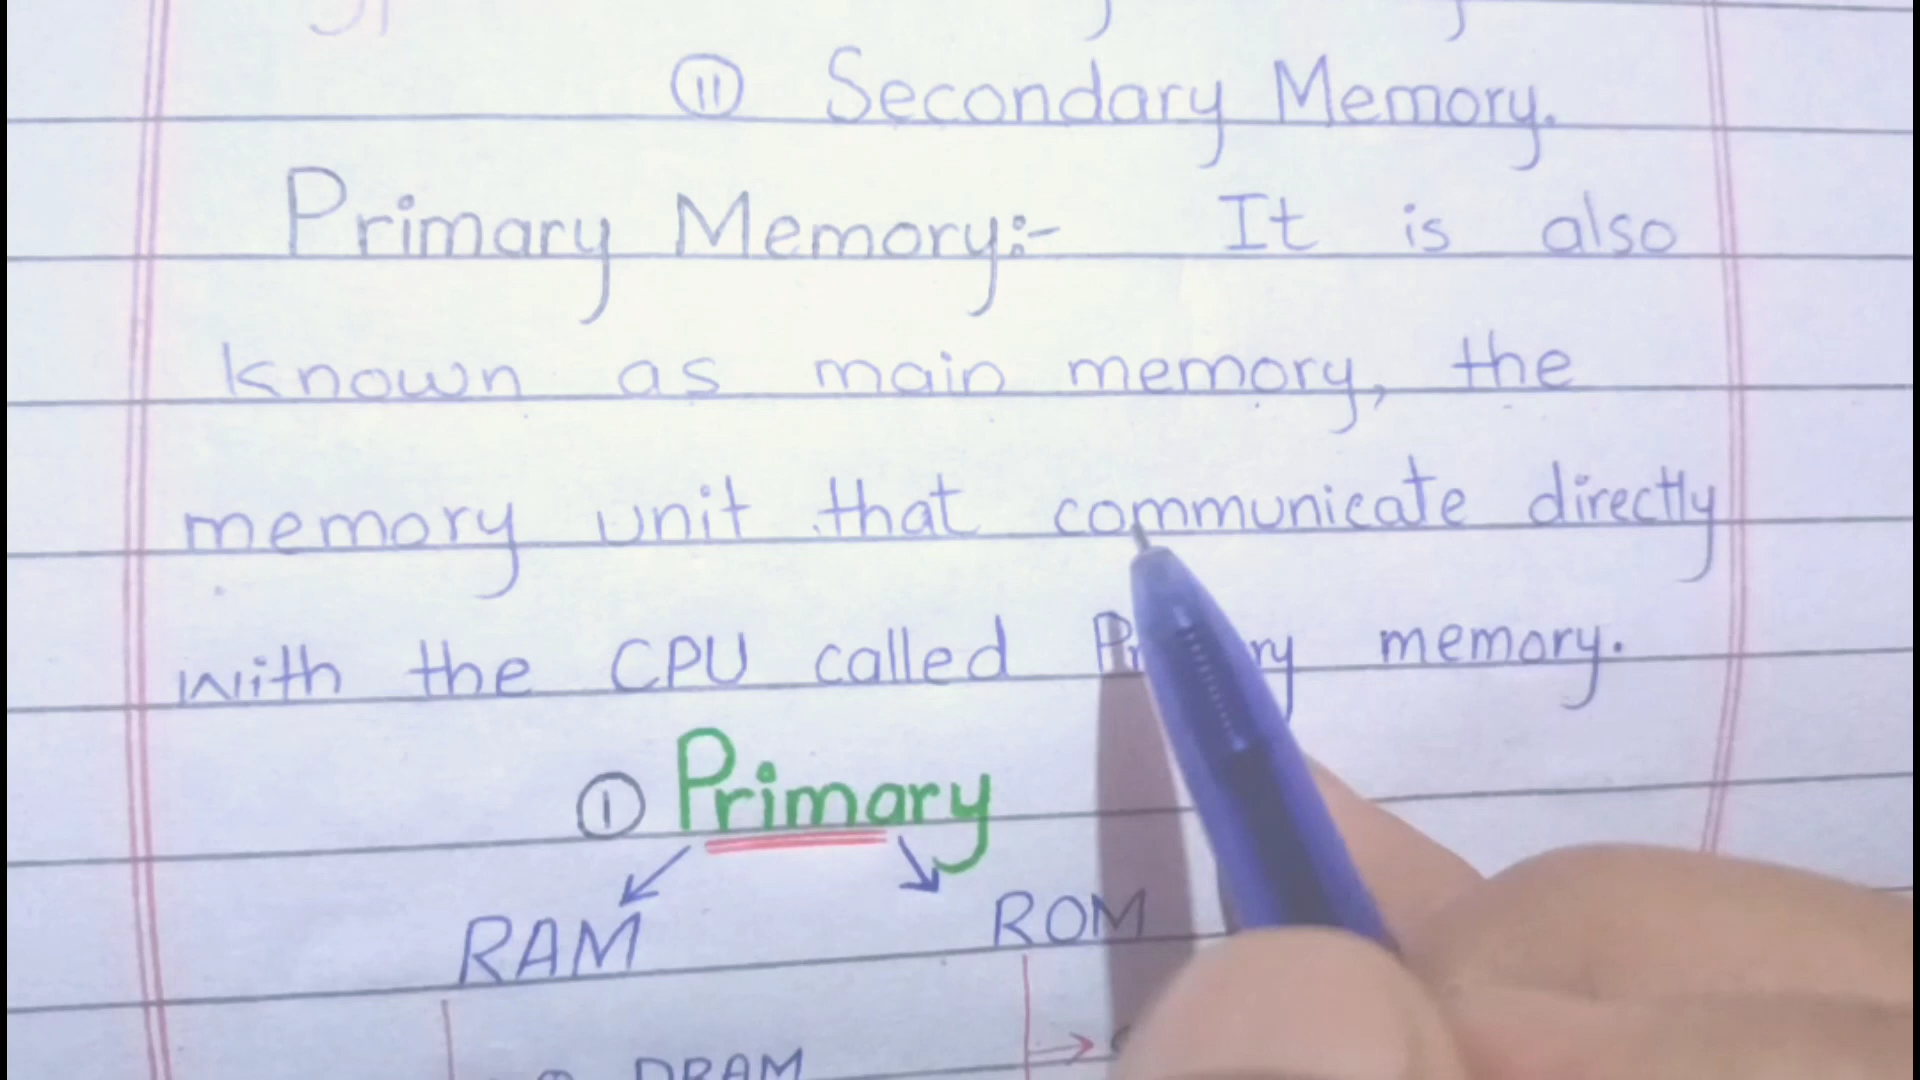 (II) Secondary Memory.
Primary Memory:- It is also
known as main memory, the
memory unit that communicate directly
with the CPU called memory.
(1) Primary
RAM ROM
DRAM